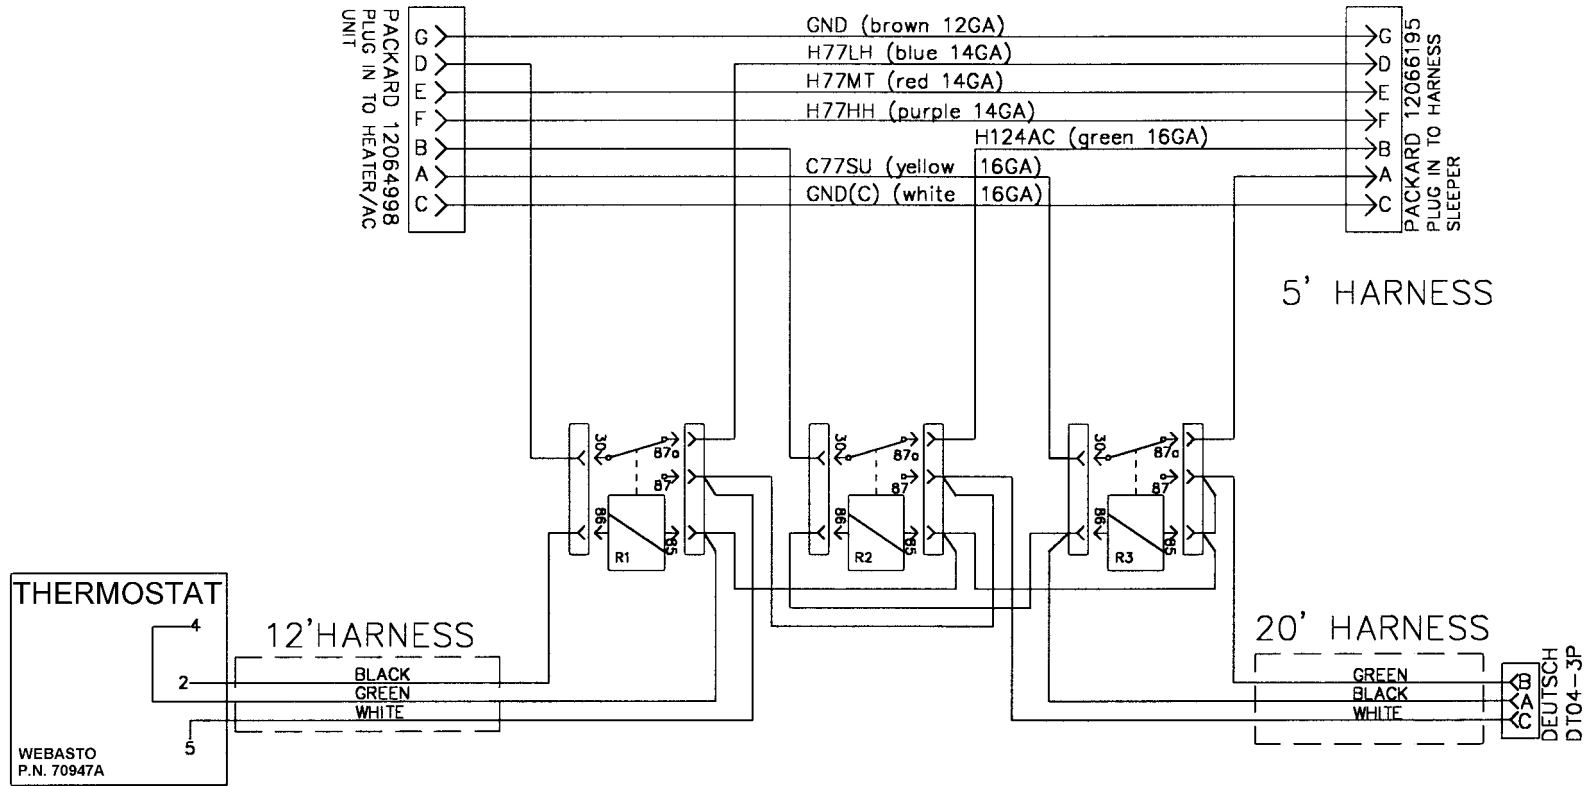 PACKARD 12064998
PLUG IN TO HEATER/AC
UNIT
G
D
E
F
B
A
C
GND (brown 12GA)
H77LH (blue 14GA)
H77MT (red 14GA)
H77HH (purple 14GA)
H124AC (green 16GA)
C77SU (yellow 16GA)
GND(C) (white 16GA)
G
D
E
F
B
A
C
PACKARD 12066195
PLUG IN TO HARNESS
SLEEPER
5' HARNESS
30
87a
87
86
85
R1
30
87a
87
86
85
R2
30
87a
87
86
85
R3
THERMOSTAT
4
2
5
WEBASTO
P.N. 70947A
12'HARNESS
BLACK
GREEN
WHITE
20' HARNESS
GREEN
BLACK
WHITE
B
A
C
DEUTSCH
DT04-3P